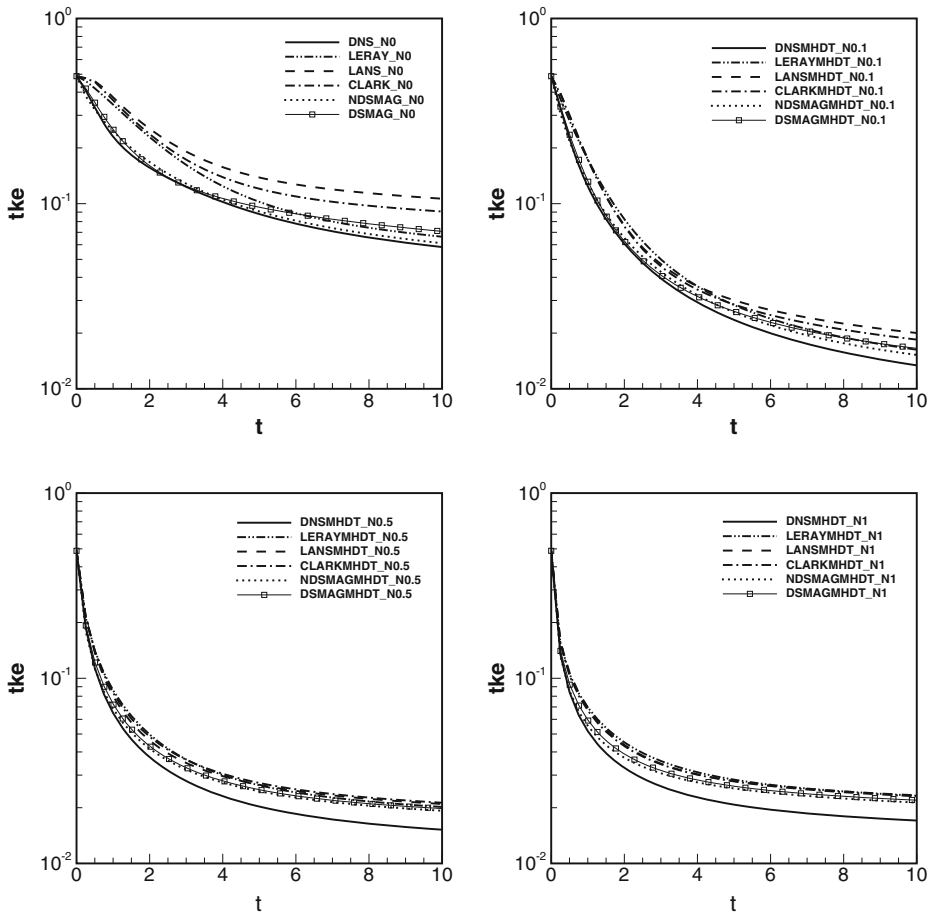 10^0
10^-1
10^-2
tke
0 2 4 6 8 10
t
DNS_N0
LERAY_N0
LANS_N0
CLARK_N0
NDSMAG_N0
DSMAG_N0
10^0
10^-1
10^-2
tke
0 2 4 6 8 10
t
DNSMHDT_N0.1
LERAYMHDT_N0.1
LANSMHDT_N0.1
CLARKMHDT_N0.1
NDSMAGMHDT_N0.1
DSMAGMHDT_N0.1
10^0
10^-1
10^-2
tke
0 2 4 6 8 10
t
DNSMHDT_N0.5
LERAYMHDT_N0.5
LANSMHDT_N0.5
CLARKMHDT_N0.5
NDSMAGMHDT_N0.5
DSMAGMHDT_N0.5
10^0
10^-1
10^-2
tke
0 2 4 6 8 10
t
DNSMHDT_N1
LERAYMHDT_N1
LANSMHDT_N1
CLARKMHDT_N1
NDSMAGMHDT_N1
DSMAGMHDT_N1